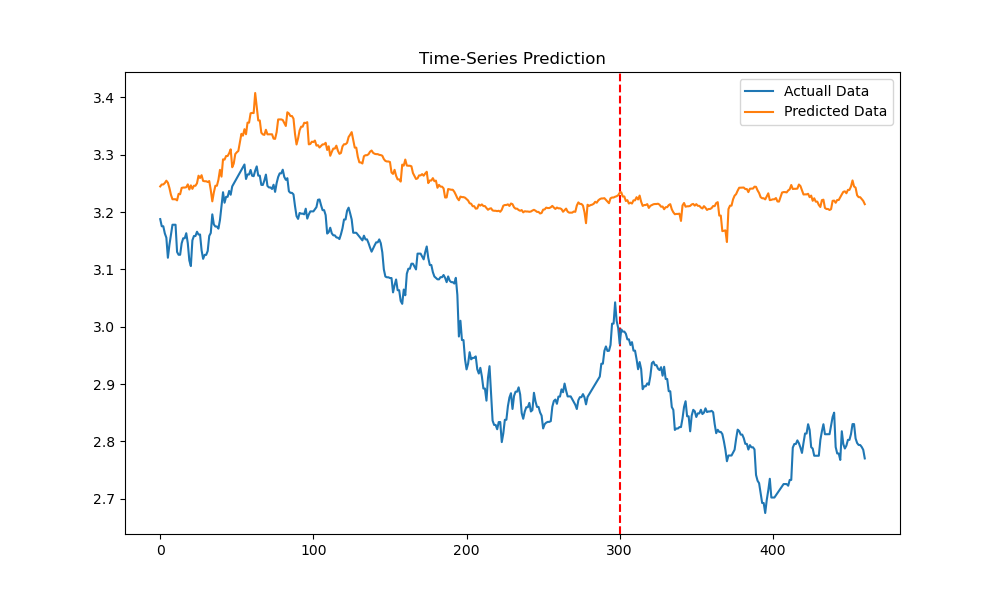 Time-Series Prediction
Actuall Data
Predicted Data
3.4
3.3
3.2
3.1
3.0
2.9
2.8
2.7
0 100 200 300 400